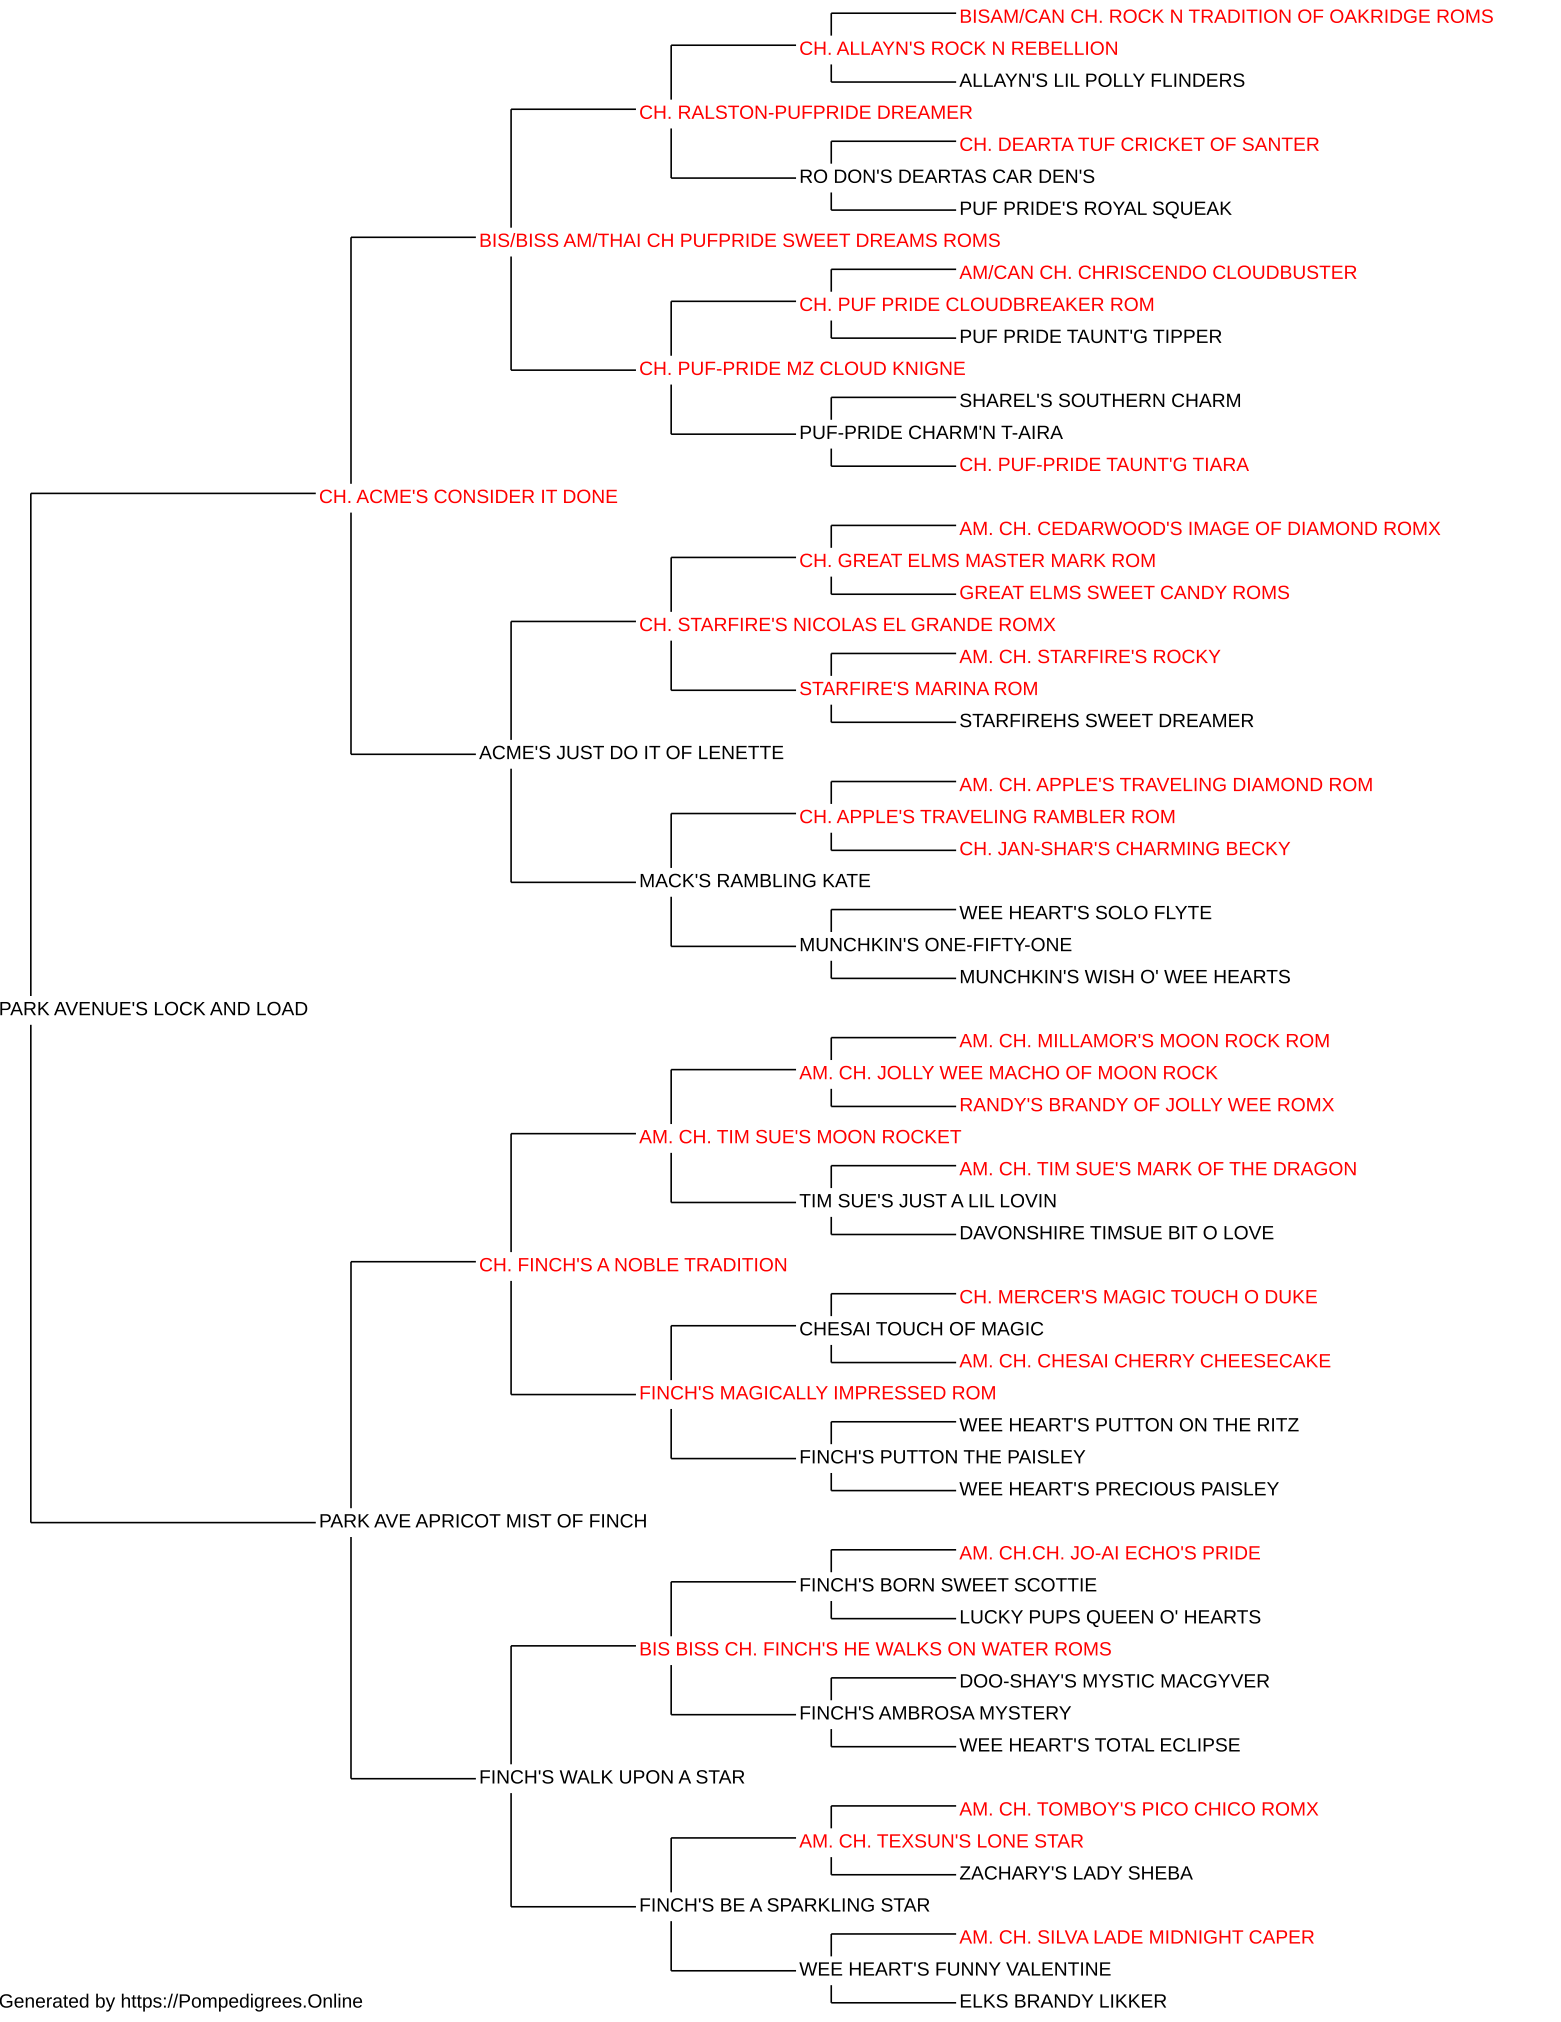 BISAM/CAN CH. ROCK N TRADITION OF OAKRIDGE ROMS
CH. ALLAYN'S ROCK N REBELLION
ALLAYN'S LIL POLLY FLINDERS
CH. RALSTON-PUFPRIDE DREAMER
CH. DEARTA TUF CRICKET OF SANTER
RO DON'S DEARTAS CAR DEN'S
PUF PRIDE'S ROYAL SQUEAK
BIS/BISS AM/THAI CH PUFPRIDE SWEET DREAMS ROMS
AM/CAN CH. CHRISCENDO CLOUDBUSTER
CH. PUF PRIDE CLOUDBREAKER ROM
PUF PRIDE TAUNT'G TIPPER
CH. PUF-PRIDE MZ CLOUD KNIGNE
SHAREL'S SOUTHERN CHARM
PUF-PRIDE CHARM'N T-AIRA
CH. PUF-PRIDE TAUNT'G TIARA
CH. ACME'S CONSIDER IT DONE
AM. CH. CEDARWOOD'S IMAGE OF DIAMOND ROMX
CH. GREAT ELMS MASTER MARK ROM
GREAT ELMS SWEET CANDY ROMS
CH. STARFIRE'S NICOLAS EL GRANDE ROMX
AM. CH. STARFIRE'S ROCKY
STARFIRE'S MARINA ROM
STARFIREHS SWEET DREAMER
ACME'S JUST DO IT OF LENETTE
AM. CH. APPLE'S TRAVELING DIAMOND ROM
CH. APPLE'S TRAVELING RAMBLER ROM
CH. JAN-SHAR'S CHARMING BECKY
MACK'S RAMBLING KATE
WEE HEART'S SOLO FLYTE
MUNCHKIN'S ONE-FIFTY-ONE
MUNCHKIN'S WISH O' WEE HEARTS
PARK AVENUE'S LOCK AND LOAD
AM. CH. MILLAMOR'S MOON ROCK ROM
AM. CH. JOLLY WEE MACHO OF MOON ROCK
RANDY'S BRANDY OF JOLLY WEE ROMX
AM. CH. TIM SUE'S MOON ROCKET
AM. CH. TIM SUE'S MARK OF THE DRAGON
TIM SUE'S JUST A LIL LOVIN
DAVONSHIRE TIMSUE BIT O LOVE
CH. FINCH'S A NOBLE TRADITION
CH. MERCER'S MAGIC TOUCH O DUKE
CHESAI TOUCH OF MAGIC
AM. CH. CHESAI CHERRY CHEESECAKE
FINCH'S MAGICALLY IMPRESSED ROM
WEE HEART'S PUTTON ON THE RITZ
FINCH'S PUTTON THE PAISLEY
WEE HEART'S PRECIOUS PAISLEY
PARK AVE APRICOT MIST OF FINCH
AM. CH.CH. JO-AI ECHO'S PRIDE
FINCH'S BORN SWEET SCOTTIE
LUCKY PUPS QUEEN O' HEARTS
BIS BISS CH. FINCH'S HE WALKS ON WATER ROMS
DOO-SHAY'S MYSTIC MACGYVER
FINCH'S AMBROSA MYSTERY
WEE HEART'S TOTAL ECLIPSE
FINCH'S WALK UPON A STAR
AM. CH. TOMBOY'S PICO CHICO ROMX
AM. CH. TEXSUN'S LONE STAR
ZACHARY'S LADY SHEBA
FINCH'S BE A SPARKLING STAR
AM. CH. SILVA LADE MIDNIGHT CAPER
WEE HEART'S FUNNY VALENTINE
ELKS BRANDY LIKKER
Generated by https://Pompedigrees.Online